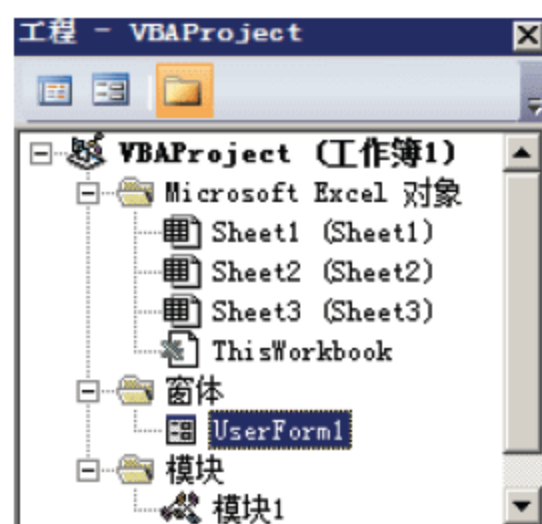 工程 - VBAProject
VBAProject (工作簿1)
Microsoft Excel 对象
Sheet1 (Sheet1)
Sheet2 (Sheet2)
Sheet3 (Sheet3)
ThisWorkbook
窗体
UserForm1
模块
模块1